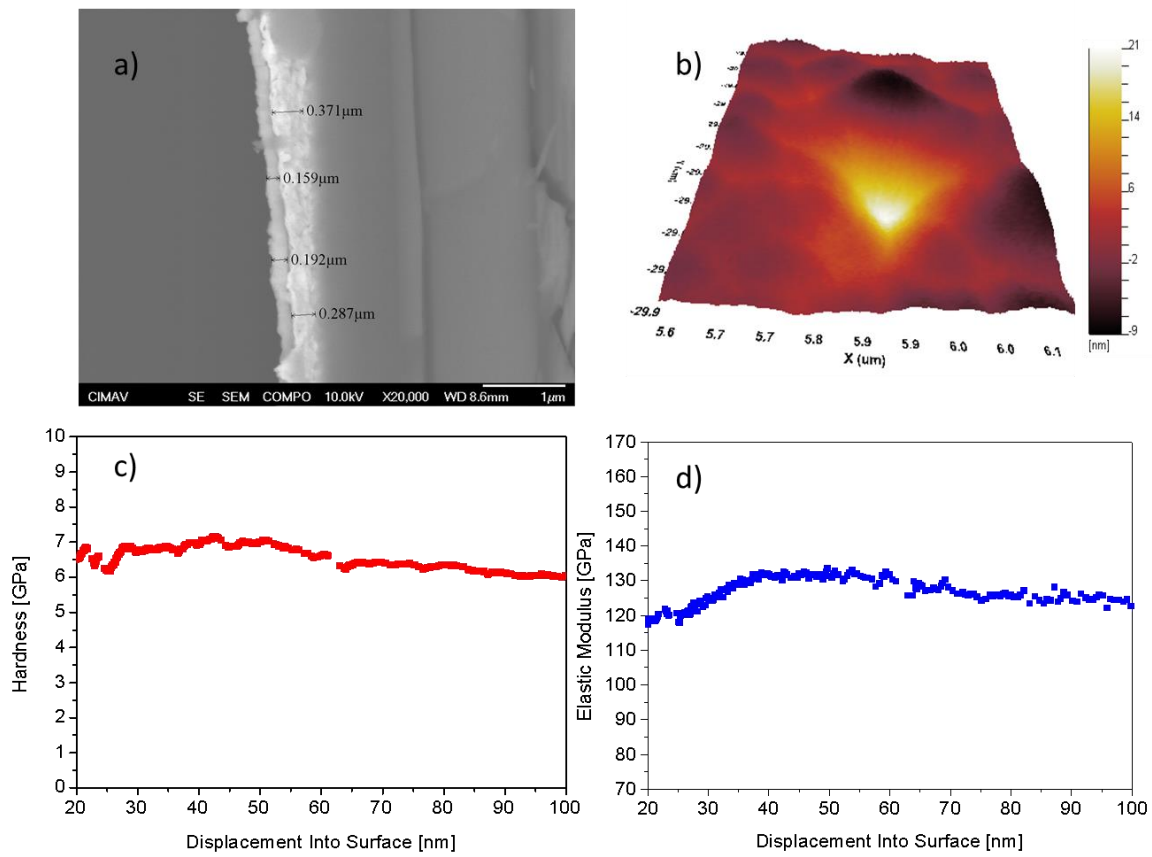 a)
0.371μm
0.159μm
0.192μm
0.287μm
CIMAV SE SEM COMPO 10.0kV X20,000 WD 8.6mm 1μm
b)
21
14
6
-2
-9
[nm]
-29.9
5.6 5.7 5.7 5.8 5.9 5.9 6.0 6.0 6.1
X (um)
c)
10
9
8
7
6
5
4
3
2
1
0
Hardness [GPa]
20 30 40 50 60 70 80 90 100
Displacement Into Surface [nm]
d)
170
160
150
140
130
120
110
100
90
80
70
Elastic Modulus [GPa]
20 30 40 50 60 70 80 90 100
Displacement Into Surface [nm]